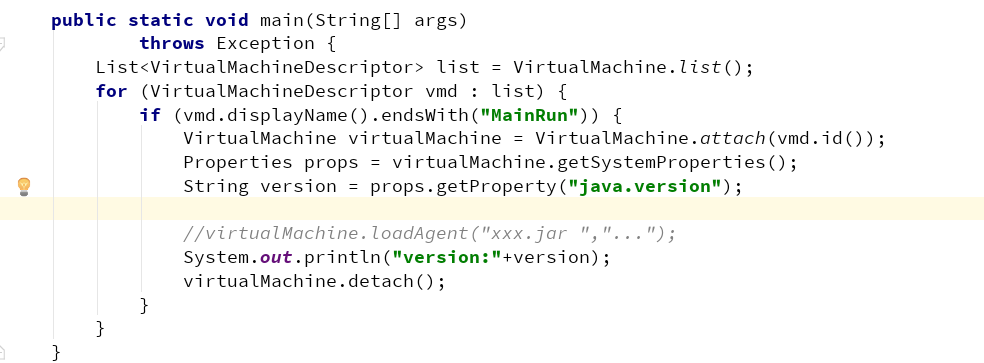 public static void main(String[] args)
        throws Exception {
    List<VirtualMachineDescriptor> list = VirtualMachine.list();
    for (VirtualMachineDescriptor vmd : list) {
        if (vmd.displayName().endsWith("MainRun")) {
            VirtualMachine virtualMachine = VirtualMachine.attach(vmd.id());
            Properties props = virtualMachine.getSystemProperties();
            String version = props.getProperty("java.version");
            //virtualMachine.loadAgent("xxx.jar ","...");
            System.out.println("version:"+version);
            virtualMachine.detach();
        }
    }
}